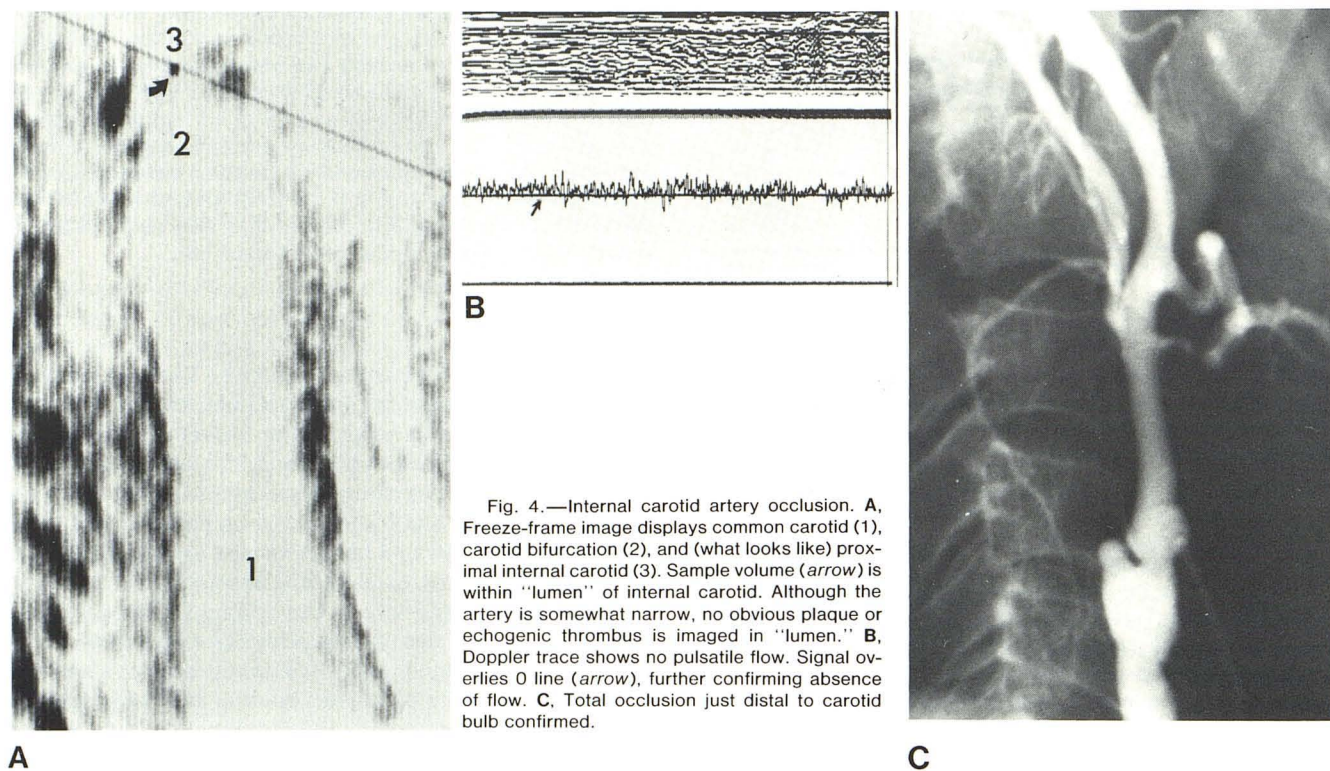 3
2
1
A
B
Fig. 4.—Internal carotid artery occlusion. A,
Freeze-frame image displays common carotid (1),
carotid bifurcation (2), and (what looks like) prox-
imal internal carotid (3). Sample volume (arrow) is
within "lumen" of internal carotid. Although the
artery is somewhat narrow, no obvious plaque or
echogenic thrombus is imaged in "lumen." B,
Doppler trace shows no pulsatile flow. Signal ov-
erlies 0 line (arrow), further confirming absence
of flow. C, Total occlusion just distal to carotid
bulb confirmed.
C